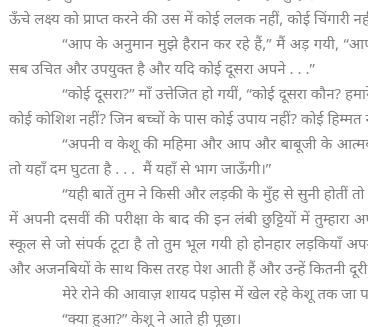 ऊँचे लक्ष्य को प्राप्त करने की उस में कोई ललक नहीं, कोई चिंगारी नहीं
“आप के अनुमान मुझे हैरान कर रहे हैं,” मैं अड़ गयी, “आप
सब उचित और उपयुक्त है और यदि कोई दूसरा अपने . . .”
“कोई दूसरा?” माँ उत्तेजित हो गयीं, “कोई दूसरा कौन? हमारे
कोई कोशिश नहीं? जिन बच्चों के पास कोई उपाय नहीं? कोई हिम्मत
“अपनी व केशू की महिमा और आप और बाबूजी के
तो यहाँ दम घुटता है . . . मैं यहाँ से भाग जाऊँगी।”
“यही बातें तुम ने किसी और लड़की के मुँह से सुनी होतीं तो
में अपनी दसवीं की परीक्षा के बाद की इन लंबी छुट्टियों में तुम्हारा
स्कूल से जो संपर्क टूटा है तो तुम भूल गयी हो होनहार लड़कियाँ
और अजनबियों के साथ किस तरह पेश आती हैं और उन्हें कितनी दूरी
मेरे रोने की आवाज़ शायद पड़ोस में खेल रहे केशू तक जा
“क्या हुआ?” केशू ने आते ही पूछा।